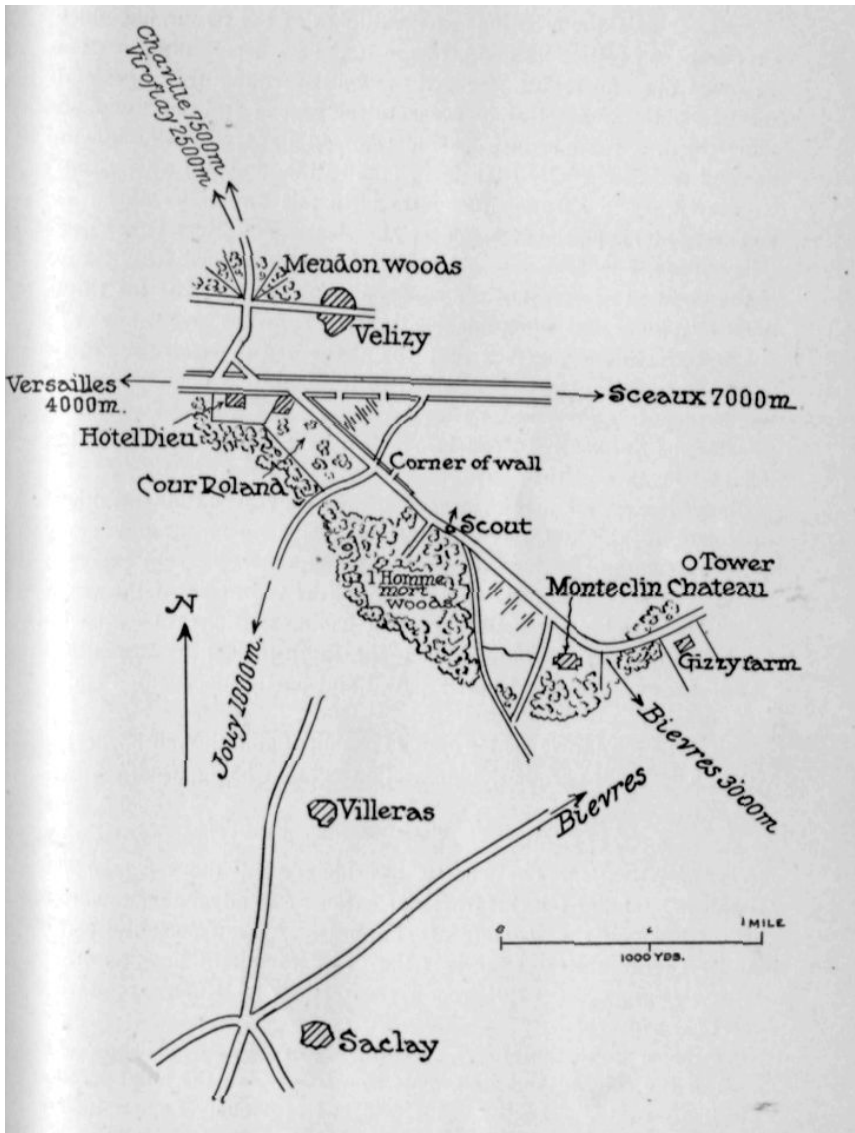 Chaville 7500m
Viroflay 2500m
Meudon woods
Velizy
Versailles
4000m.
Sceaux 7000m
Hotel Dieu
Corner of wall
Cour Roland
Scout
O Tower
1 Homme
mort
woods
Monteclin Chateau
N
Gizzy farm
Jouy 1000m.
Bievres 3000m
Villeras
Bievres
0
1 MILE
1000 YDS.
Saclay